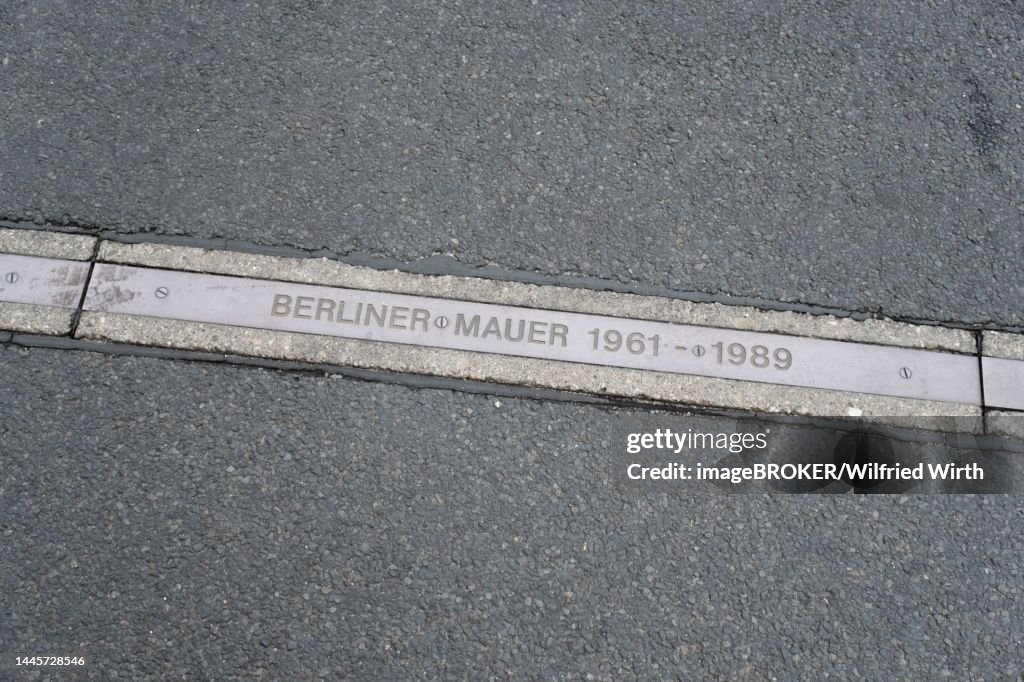 BERLINER MAUER 1961 - 1989
gettyimages®
Credit: imageBROKER/Wilfried Wirth
1445728546